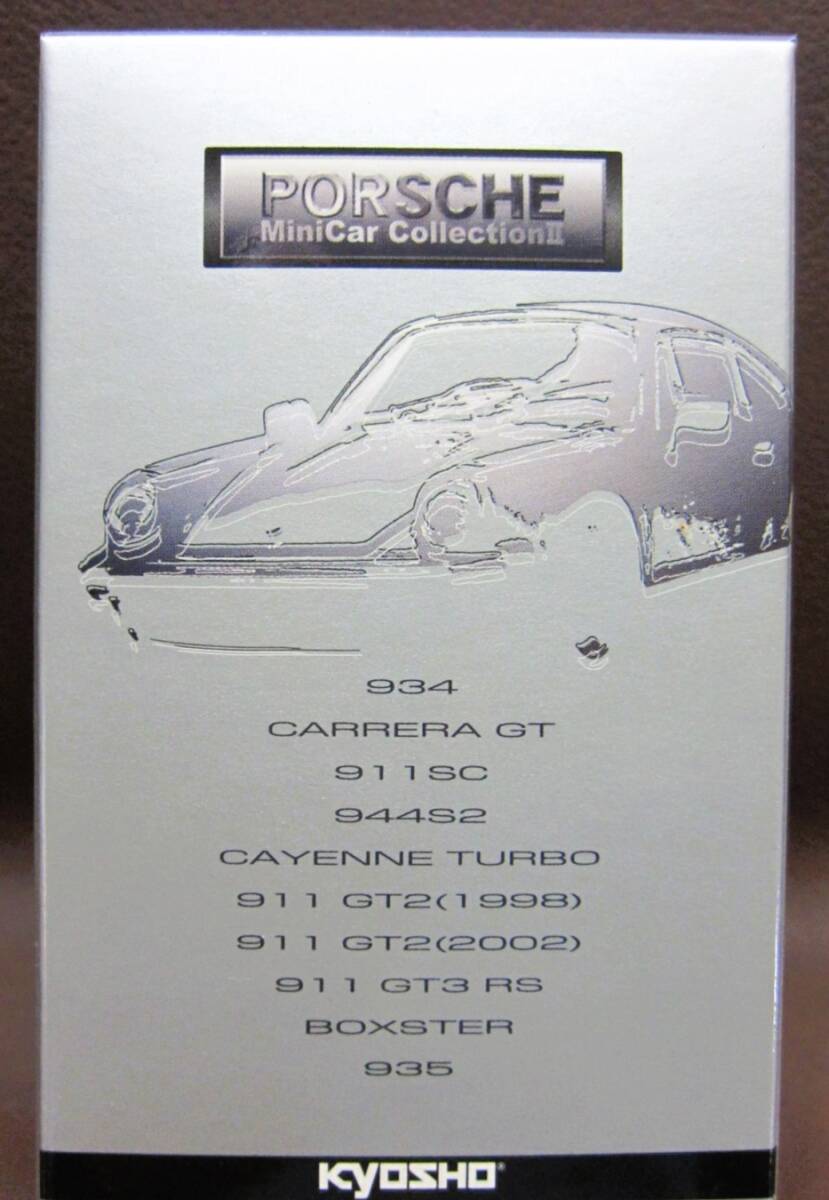 PORSCHE
MiniCar CollectionⅡ
934
CARRERA GT
911SC
944S2
CAYENNE TURBO
911 GT2(1998)
911 GT2(2002)
911 GT3 RS
BOXSTER
935
KYOSHO®